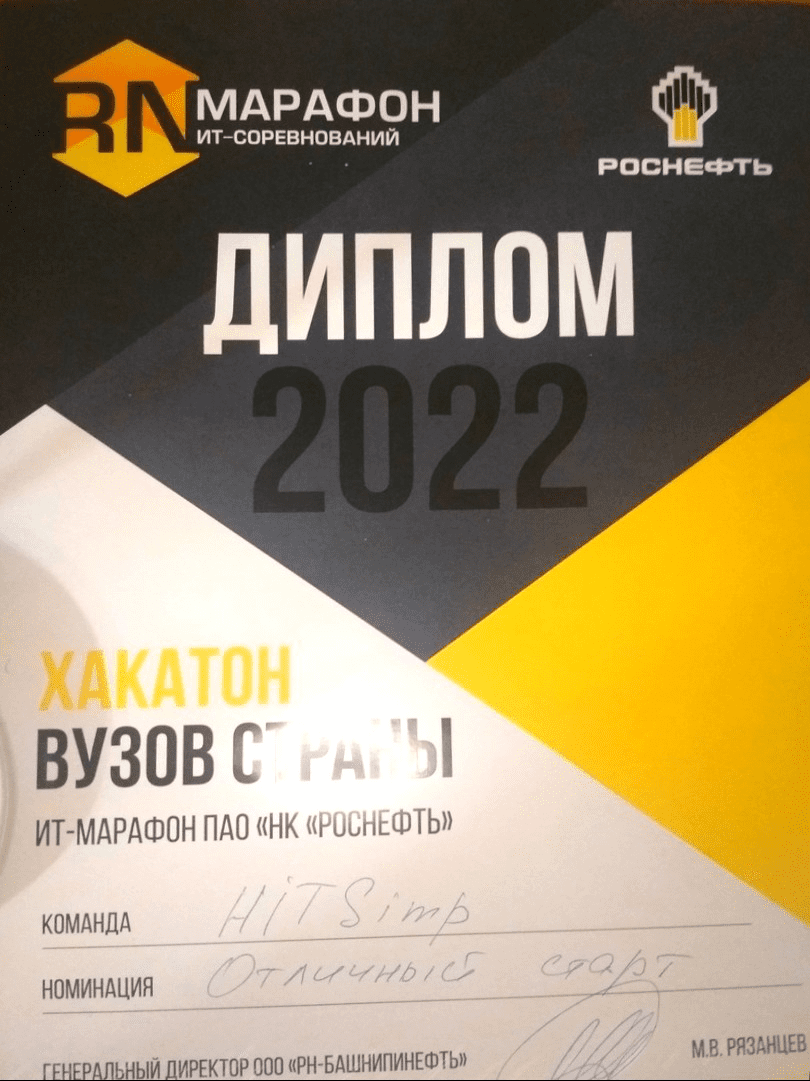 RN МАРАФОН
ИТ-СОРЕВНОВАНИЙ
РОСНЕФТЬ
ДИПЛОМ
2022
ХАКАТОН
ВУЗОВ СТРАНЫ
ИТ-МАРАФОН ПАО «НК «РОСНЕФТЬ»
КОМАНДА HiTSimp
НОМИНАЦИЯ Отличный старт
ГЕНЕРАЛЬНЫЙ ДИРЕКТОР ООО «РН-БАШНИПИНЕФТЬ» М.В. РЯЗАНЦЕВ